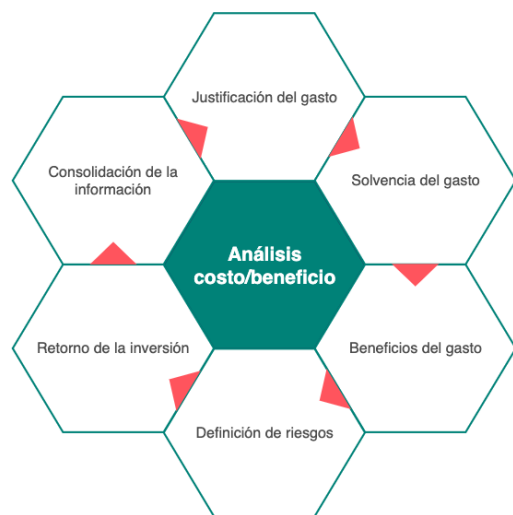 Justificación del gasto
Consolidación de la
información
Solvencia del gasto
Análisis
costo/beneficio
Retorno de la inversión
Beneficios del gasto
Definición de riesgos